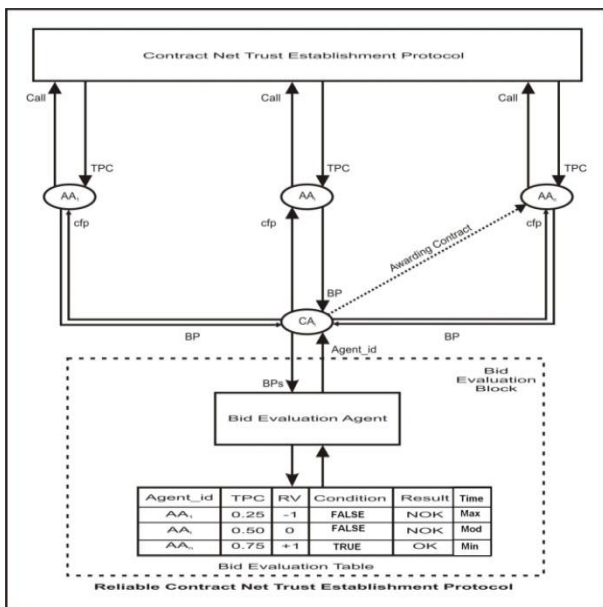 Contract Net Trust Establishment Protocol
Call Call Call
TPC TPC TPC
AA₁ AAᵢ AAₙ
cfp cfp cfp
Awarding Contract
BP
CAᵢ
BP BP
Agent_id
BPs
Bid Evaluation Block
Bid Evaluation Agent
Agent_id TPC RV Condition Result Time
AA₁ 0.25 -1 FALSE NOK Max
AAᵢ 0.50 0 FALSE NOK Mod
AAₙ 0.75 +1 TRUE OK Min
Bid Evaluation Table
Reliable Contract Net Trust Establishment Protocol